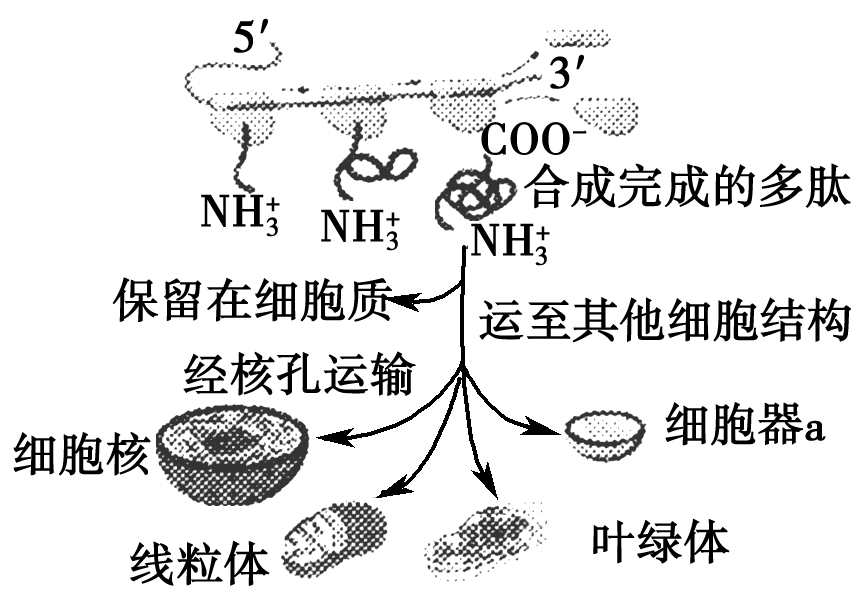 5′
3′
COO⁻
合成完成的多肽
NH₃⁺
NH₃⁺
NH₃⁺
保留在细胞质
运至其他细胞结构
经核孔运输
细胞核
细胞器a
线粒体
叶绿体